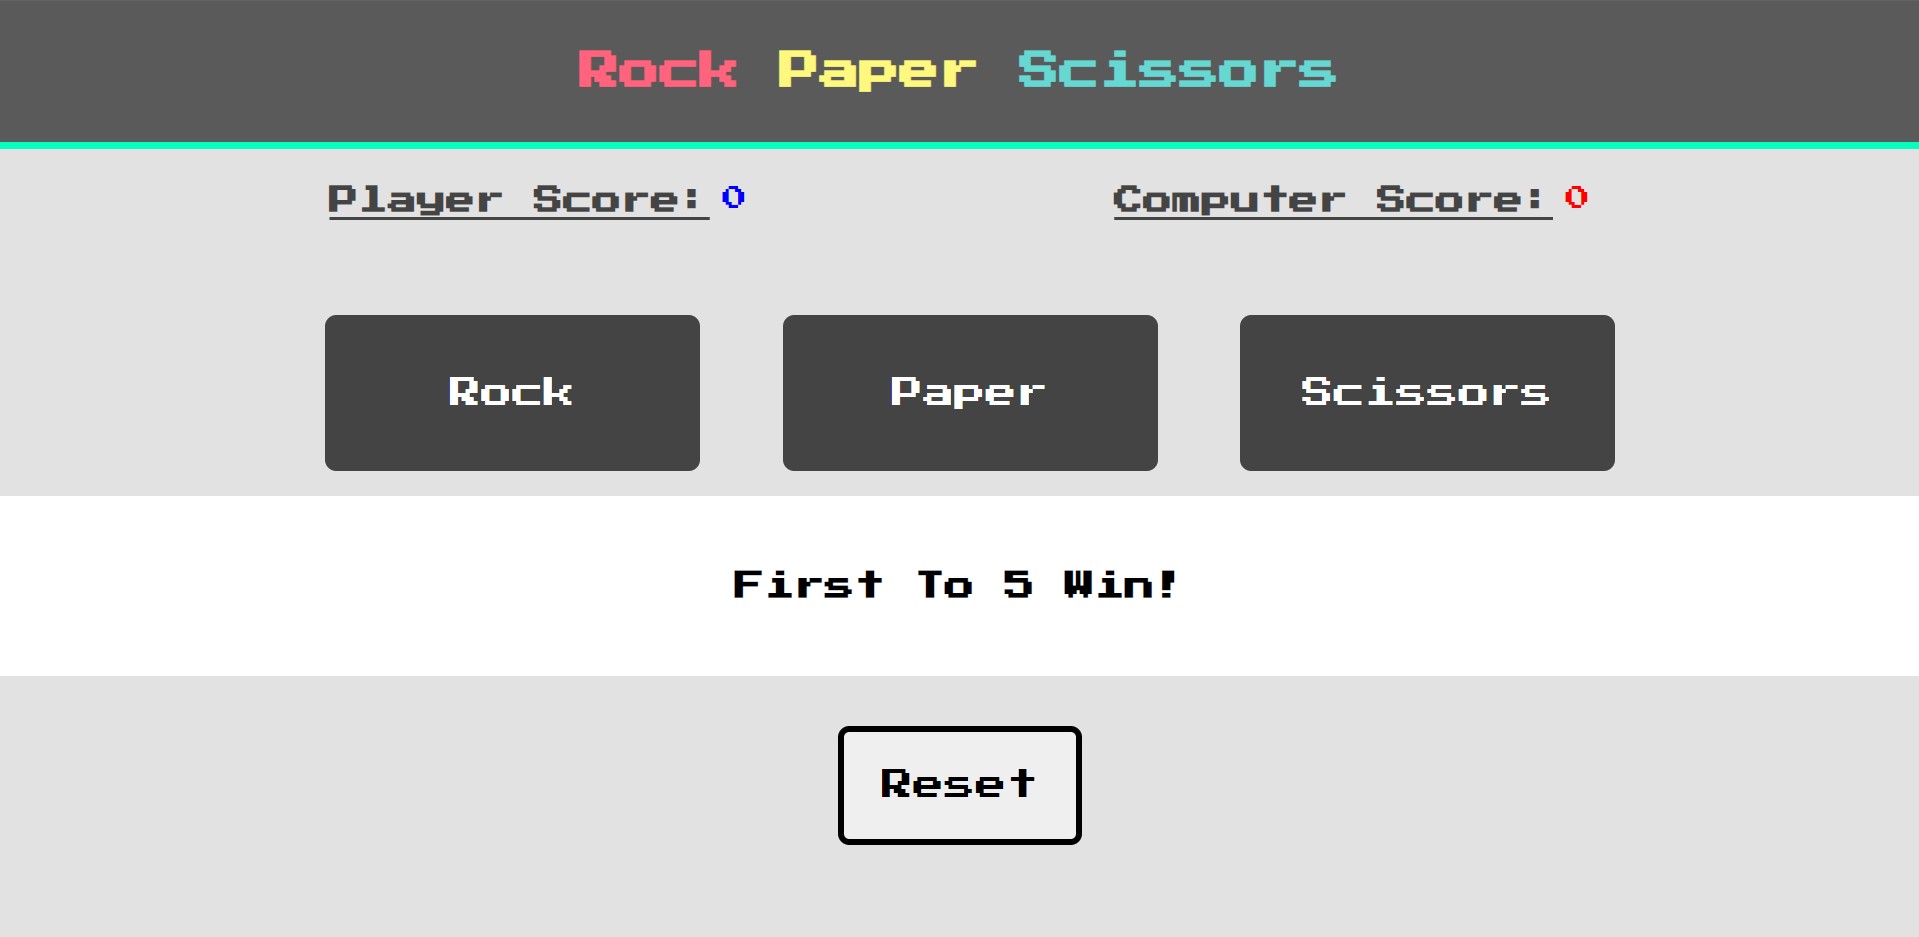 Rock Paper Scissors
Player Score: 0
Computer Score: 0
Rock
Paper
Scissors
First To 5 Win!
Reset